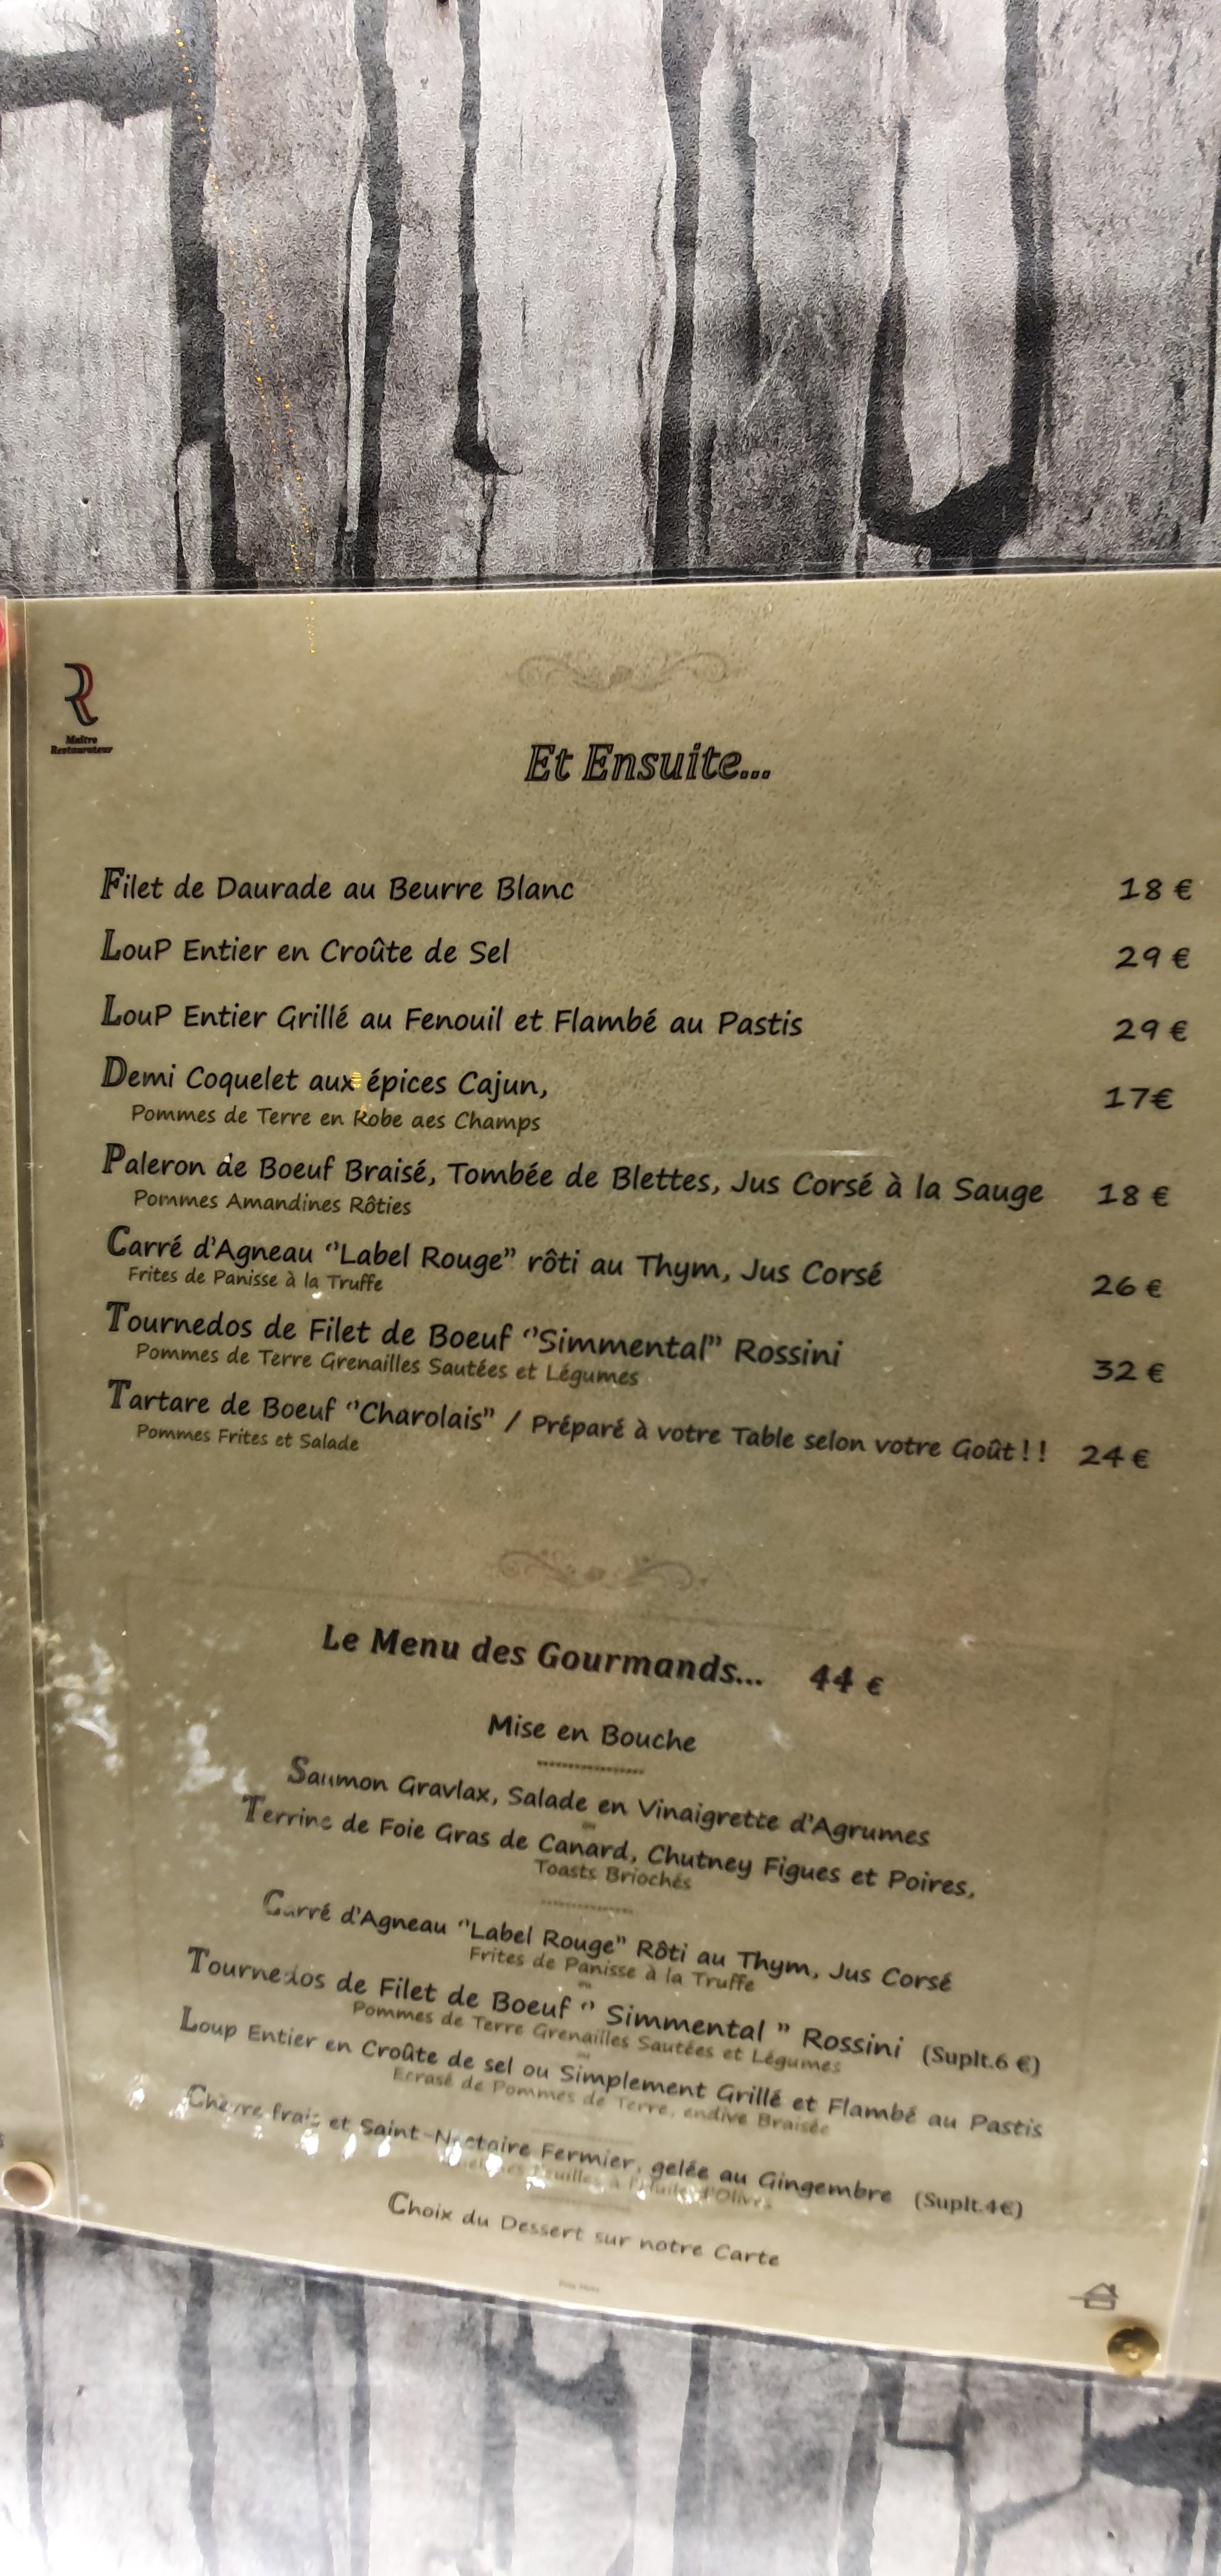 R
Maître
Restaurateur
Et Ensuite...
Filet de Daurade au Beurre Blanc 18 €
LouP Entier en Croûte de Sel 29 €
LouP Entier Grillé au Fenouil et Flambé au Pastis 29 €
Demi Coquelet aux épices Cajun, 17€
Pommes de Terre en Robe des Champs
Paleron de Boeuf Braisé, Tombée de Blettes, Jus Corsé à la Sauge 18 €
Pommes Amandines Rôties
Carré d'Agneau ‘’Label Rouge’’ rôti au Thym, Jus Corsé 26 €
Frites de Panisse à la Truffe
Tournedos de Filet de Boeuf ‘’Simmental’’ Rossini 32 €
Pommes de Terre Grenailles Sautées et Légumes
Tartare de Boeuf ‘’Charolais’’ / Préparé à votre Table selon votre Goût ! ! 24 €
Pommes Frites et Salade
Le Menu des Gourmands... 44 €
Mise en Bouche
Saumon Gravlax, Salade en Vinaigrette d'Agrumes
ou
Terrine de Foie Gras de Canard, Chutney Figues et Poires,
Toasts Briochés
Carré d'Agneau ‘’Label Rouge’’ Rôti au Thym, Jus Corsé
Frites de Panisse à la Truffe
ou
Tournedos de Filet de Boeuf ‘’ Simmental ’’ Rossini (Suplt.6 €)
Pommes de Terre Grenailles Sautées et Légumes
ou
Loup Entier en Croûte de sel ou Simplement Grillé et Flambé au Pastis
Ecrasé de Pommes de Terre, endive Braisée
Chèvre frais et Saint-Nectaire Fermier, gelée au Gingembre (Suplt.4€)
Feuilles à l'Huile d'Olives
Choix du Dessert sur notre Carte